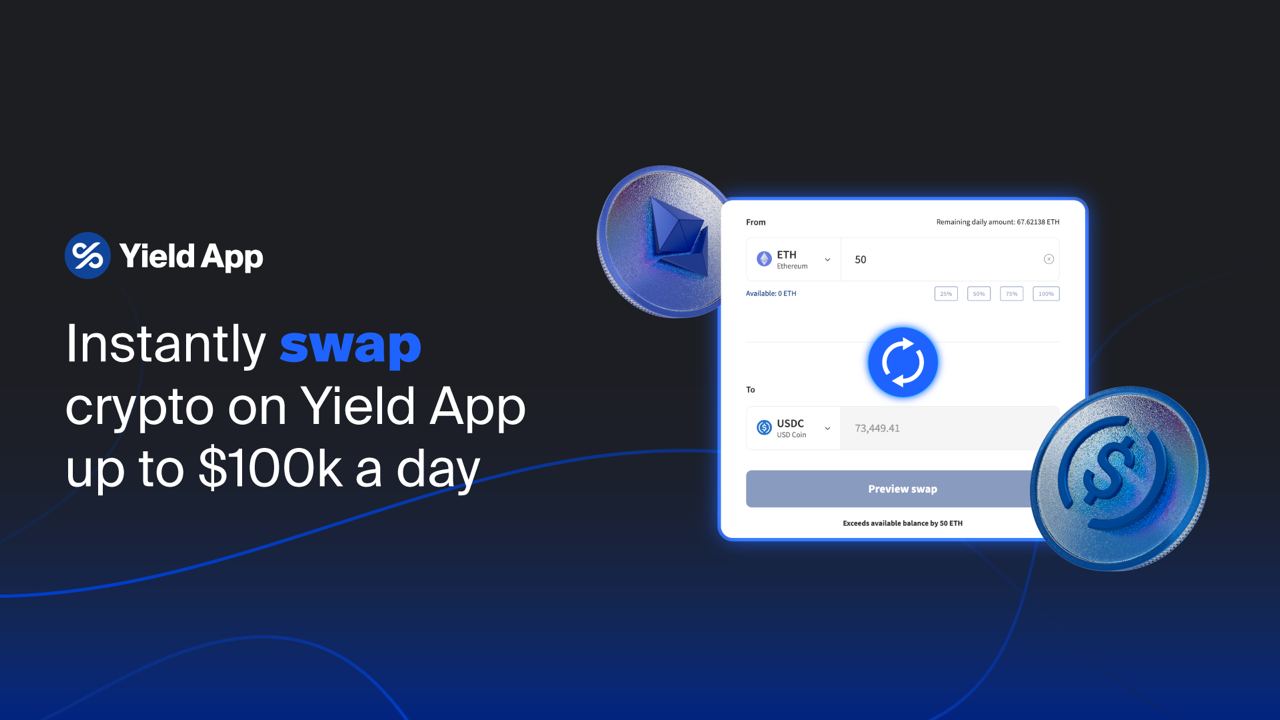 Yield App
Instantly swap
crypto on Yield App
up to $100k a day
From
Remaining daily amount: 67.62138 ETH
ETH
Ethereum
50
Available: 0 ETH
25%
50%
75%
100%
To
USDC
USD Coin
73,449.41
Preview swap
Exceeds available balance by 50 ETH